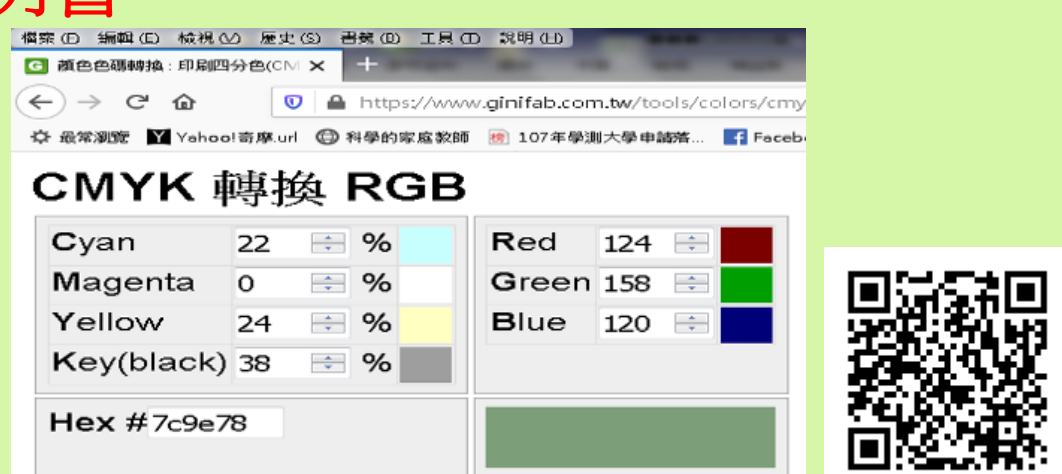 檔案(F) 編輯(E) 檢視(V) 歷史(S) 書籤(B) 工具(T) 說明(H)
顏色色碼轉換 : 印刷四分色(CM
https://www.ginifab.com.tw/tools/colors/cmy
最常瀏覽 Yahoo!奇摩.url 科學的家庭教師 107年學測大學申請落... Facebo
CMYK 轉換 RGB
Cyan 22 % Red 124
Magenta 0 % Green 158
Yellow 24 % Blue 120
Key(black) 38 %
Hex #7c9e78